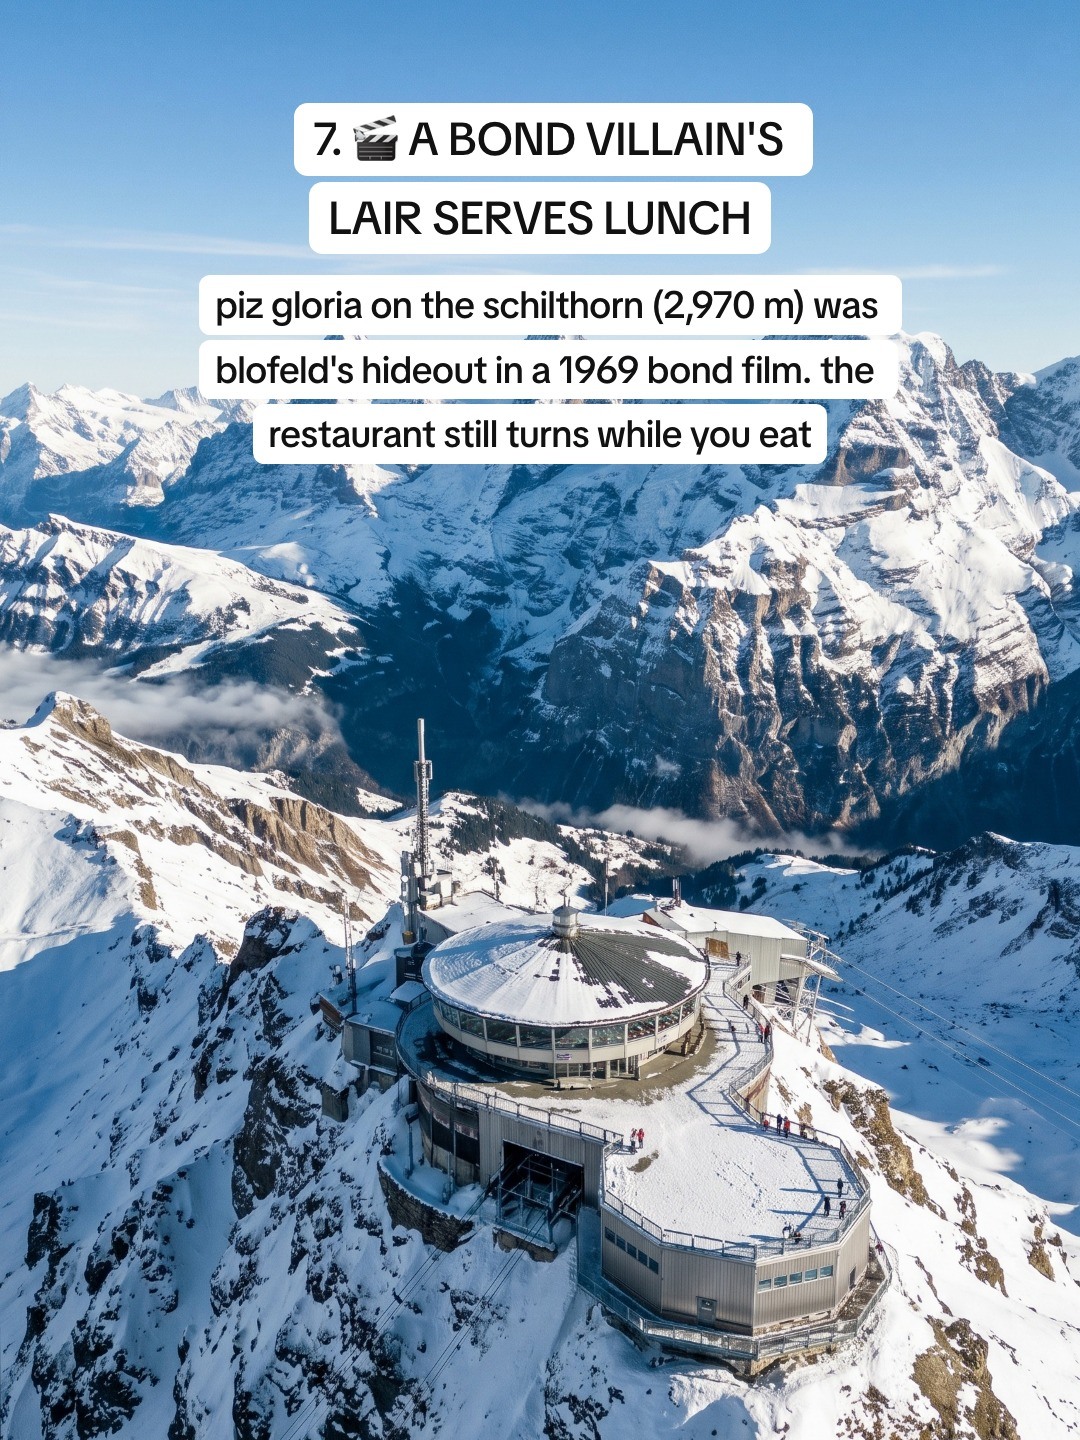 7. 🎬 A BOND VILLAIN'S
LAIR SERVES LUNCH
piz gloria on the schilthorn (2,970 m) was
blofeld's hideout in a 1969 bond film. the
restaurant still turns while you eat